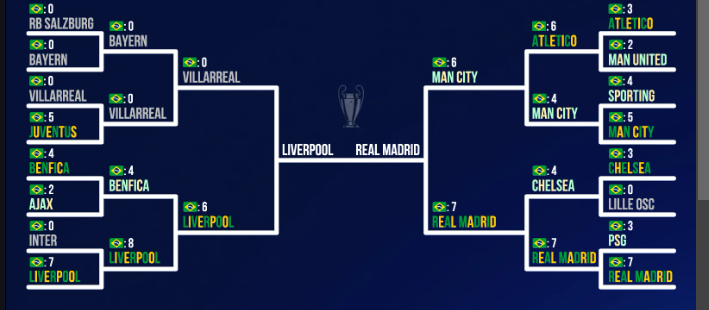 : 0
RB SALZBURG
: 0
BAYERN
: 0
VILLARREAL
: 5
JUVENTUS
: 4
BENFICA
: 2
AJAX
: 0
INTER
: 7
LIVERPOOL
: 0
BAYERN
: 0
VILLARREAL
: 4
BENFICA
: 8
LIVERPOOL
: 0
VILLARREAL
: 6
LIVERPOOL
LIVERPOOL
REAL MADRID
: 6
MAN CITY
: 7
REAL MADRID
: 6
ATLETICO
: 4
MAN CITY
: 4
CHELSEA
: 7
REAL MADRID
: 3
ATLETICO
: 2
MAN UNITED
: 4
SPORTING
: 5
MAN CITY
: 3
CHELSEA
: 0
LILLE OSC
: 3
PSG
: 7
REAL MADRID